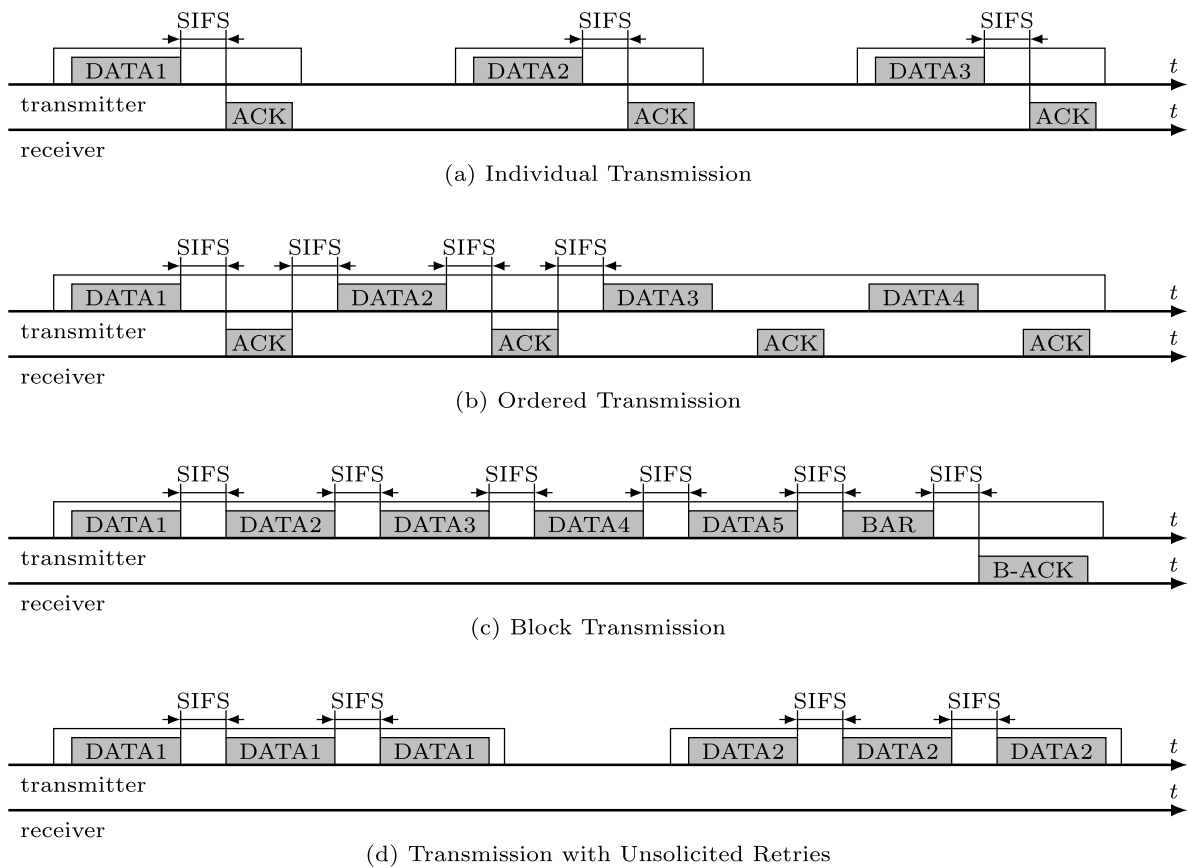 SIFS SIFS SIFS
DATA1 DATA2 DATA3 t
transmitter
ACK ACK ACK t
receiver
(a) Individual Transmission
SIFS SIFS SIFS SIFS
DATA1 DATA2 DATA3 DATA4 t
transmitter
ACK ACK ACK ACK t
receiver
(b) Ordered Transmission
SIFS SIFS SIFS SIFS SIFS SIFS
DATA1 DATA2 DATA3 DATA4 DATA5 BAR t
transmitter
B-ACK t
receiver
(c) Block Transmission
SIFS SIFS SIFS SIFS
DATA1 DATA1 DATA1 DATA2 DATA2 DATA2 t
transmitter
t
receiver
(d) Transmission with Unsolicited Retries